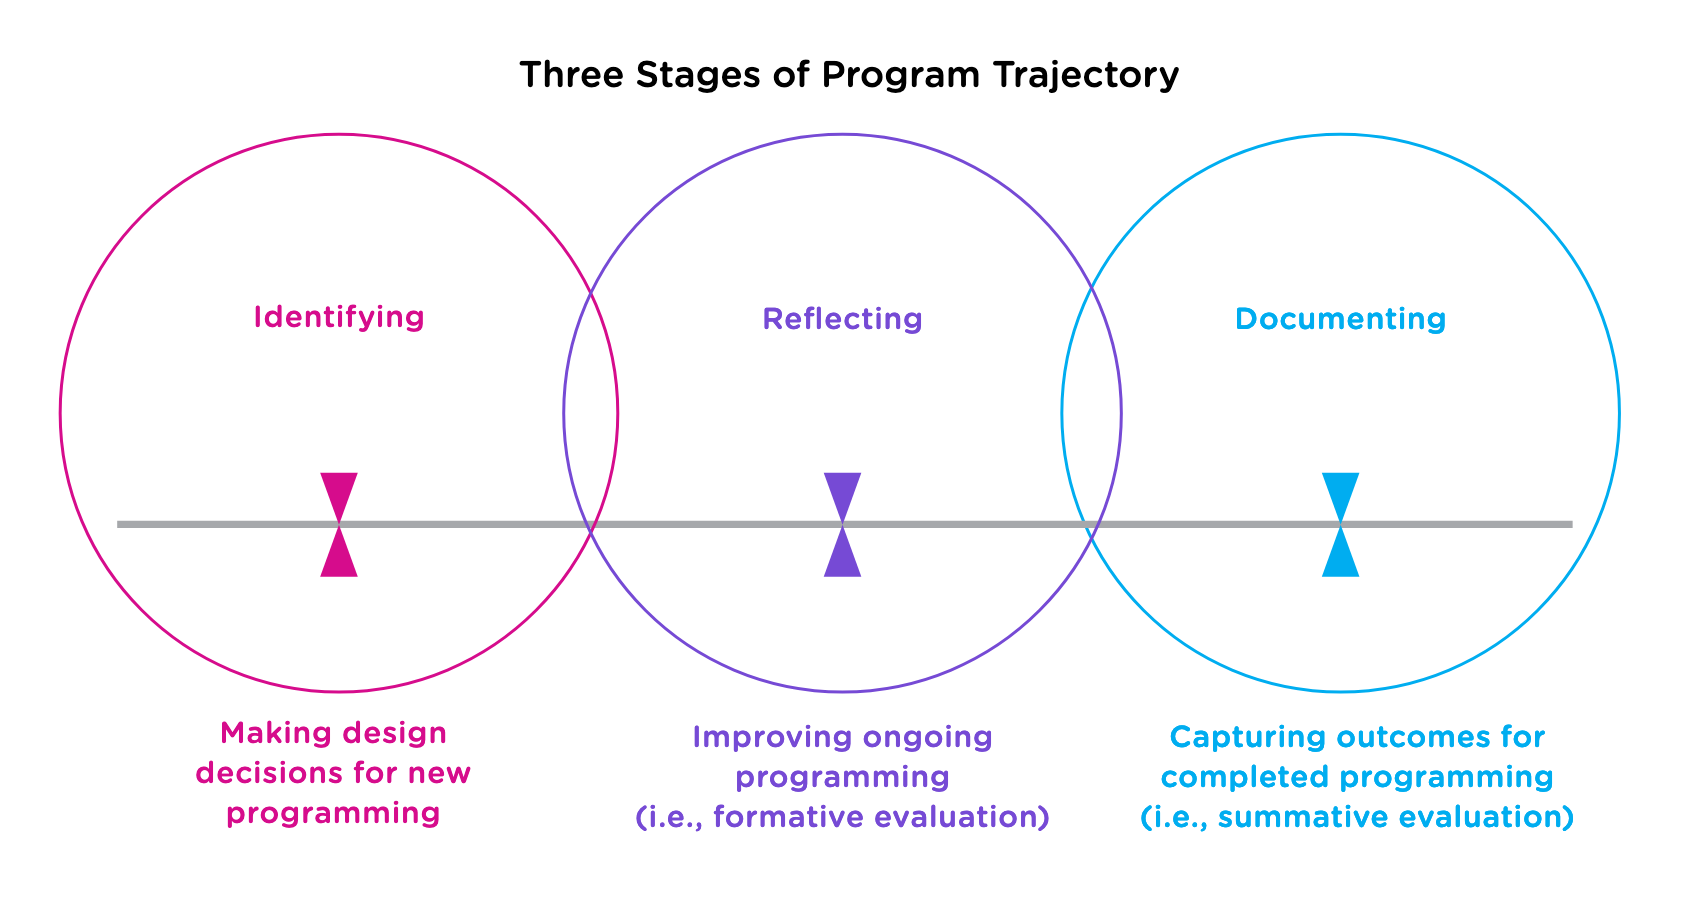 Three Stages of Program Trajectory
Identifying
Reflecting
Documenting
Making design
decisions for new
programming
Improving ongoing
programming
(i.e., formative evaluation)
Capturing outcomes for
completed programming
(i.e., summative evaluation)